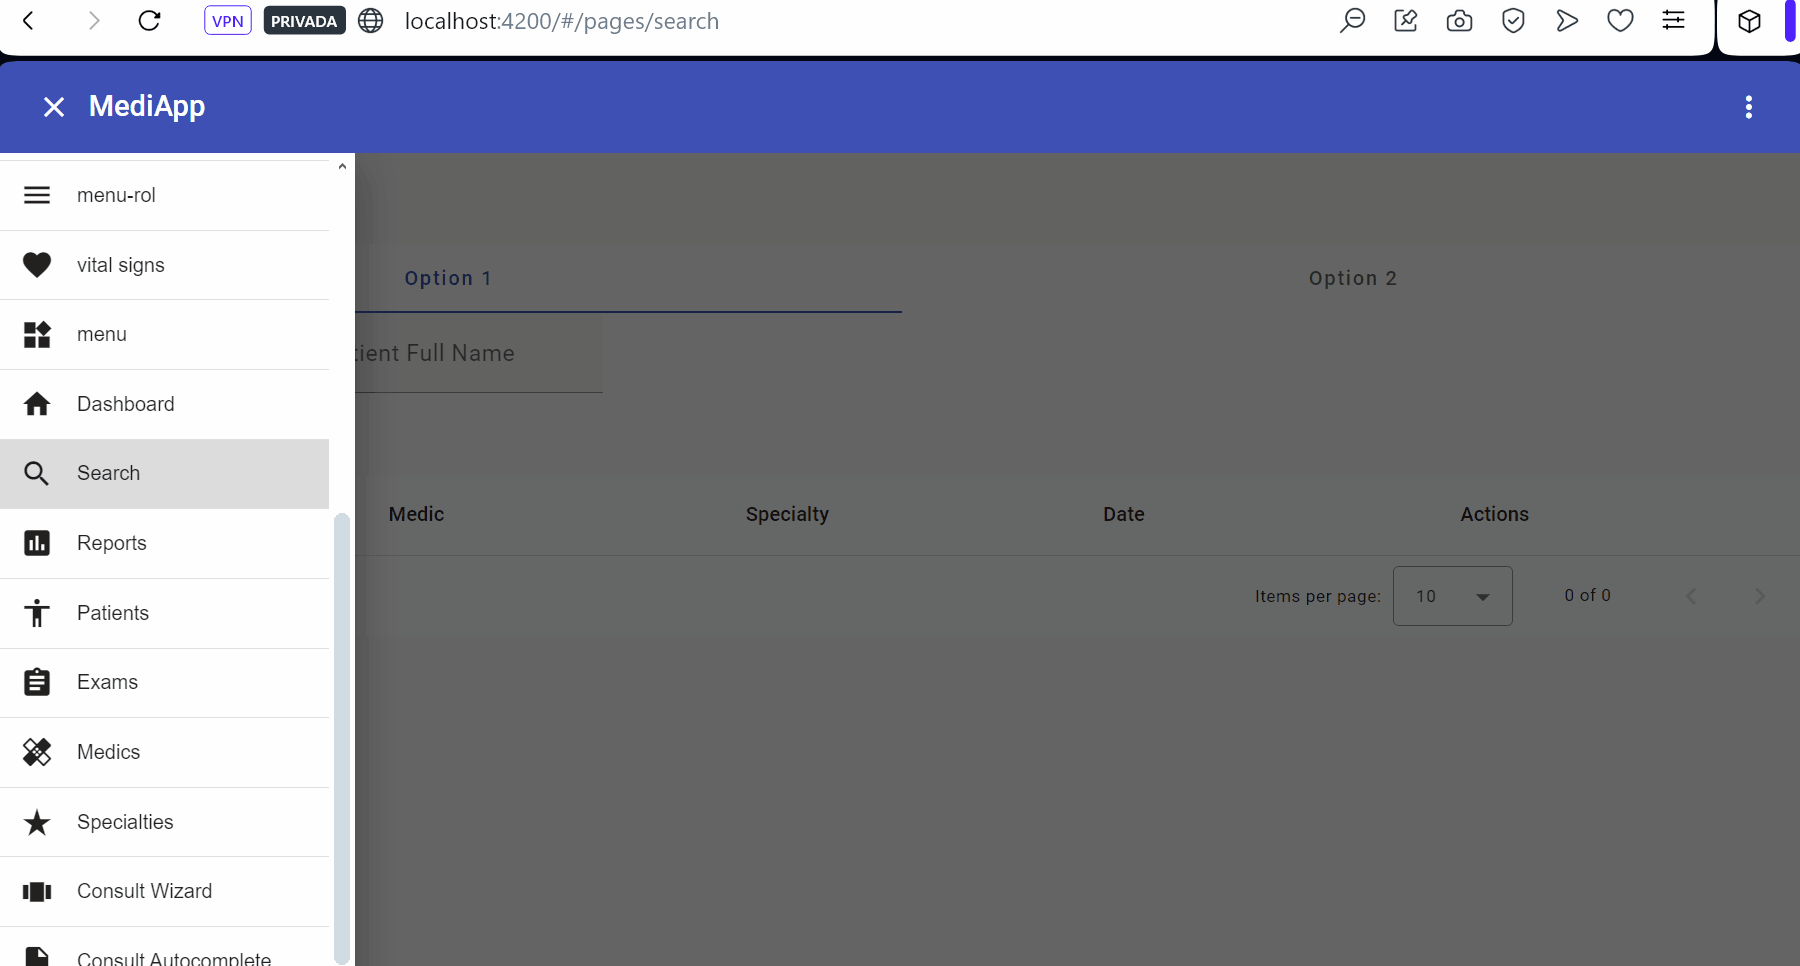 VPN PRIVADA localhost:4200/#/pages/search
MediApp
menu-rol
vital signs
menu
Dashboard
Search
Reports
Patients
Exams
Medics
Specialties
Consult Wizard
Consult Autocomplete
Option 1 Option 2
tient Full Name
Medic Specialty Date Actions
Items per page: 10 0 of 0